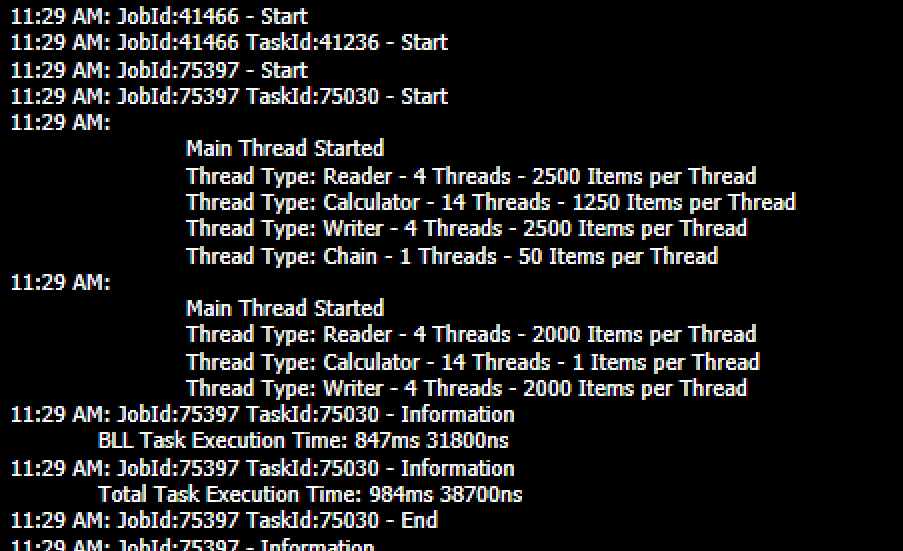 11:29 AM: JobId:41466 - Start
11:29 AM: JobId:41466 TaskId:41236 - Start
11:29 AM: JobId:75397 - Start
11:29 AM: JobId:75397 TaskId:75030 - Start
11:29 AM:
Main Thread Started
Thread Type: Reader - 4 Threads - 2500 Items per Thread
Thread Type: Calculator - 14 Threads - 1250 Items per Thread
Thread Type: Writer - 4 Threads - 2500 Items per Thread
Thread Type: Chain - 1 Threads - 50 Items per Thread
11:29 AM:
Main Thread Started
Thread Type: Reader - 4 Threads - 2000 Items per Thread
Thread Type: Calculator - 14 Threads - 1 Items per Thread
Thread Type: Writer - 4 Threads - 2000 Items per Thread
11:29 AM: JobId:75397 TaskId:75030 - Information
BLL Task Execution Time: 847ms 31800ns
11:29 AM: JobId:75397 TaskId:75030 - Information
Total Task Execution Time: 984ms 38700ns
11:29 AM: JobId:75397 TaskId:75030 - End
11:29 AM: JobId:75397 - Information